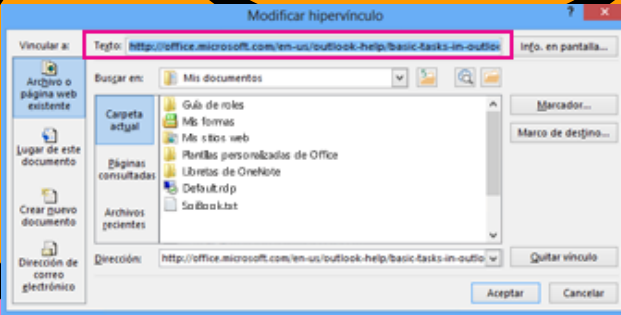 Modificar hipervínculo
? ×
Vincular a:
Texto: http://office.microsoft.com/en-us/outlook-help/basic-tasks-in-outlo
Info. en pantalla...
Archivo o
página web
existente
Buscar en: Mis documentos
Carpeta
actual
Guía de roles
Mis formas
Mis sitios web
Plantillas personalizadas de Office
Libretas de OneNote
Default.rdp
Marcador...
Marco de destino...
Lugar de este
documento
Páginas
consultadas
Crear nuevo
documento
Archivos
recientes
Dirección de
correo
electrónico
Dirección: http://office.microsoft.com/en-us/outlook-help/basic-tasks-in-outlo
Quitar vínculo
Aceptar
Cancelar